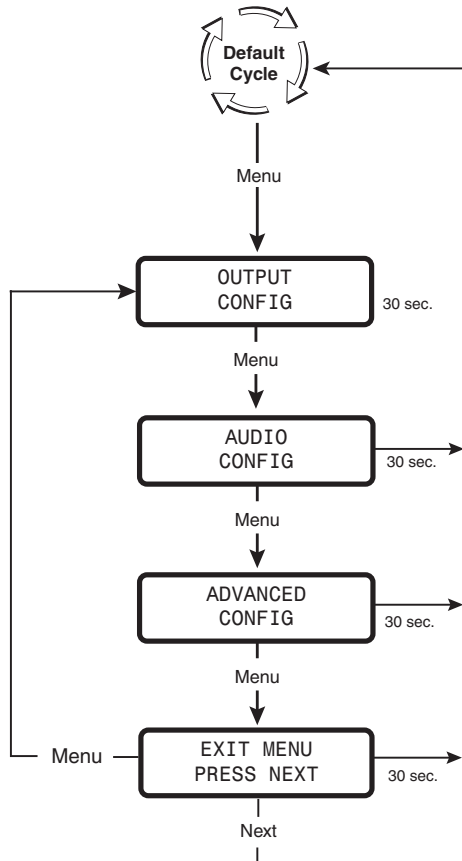 Default
Cycle
Menu
OUTPUT
CONFIG
30 sec.
Menu
AUDIO
CONFIG
30 sec.
Menu
ADVANCED
CONFIG
30 sec.
Menu
Menu
EXIT MENU
PRESS NEXT
30 sec.
Next